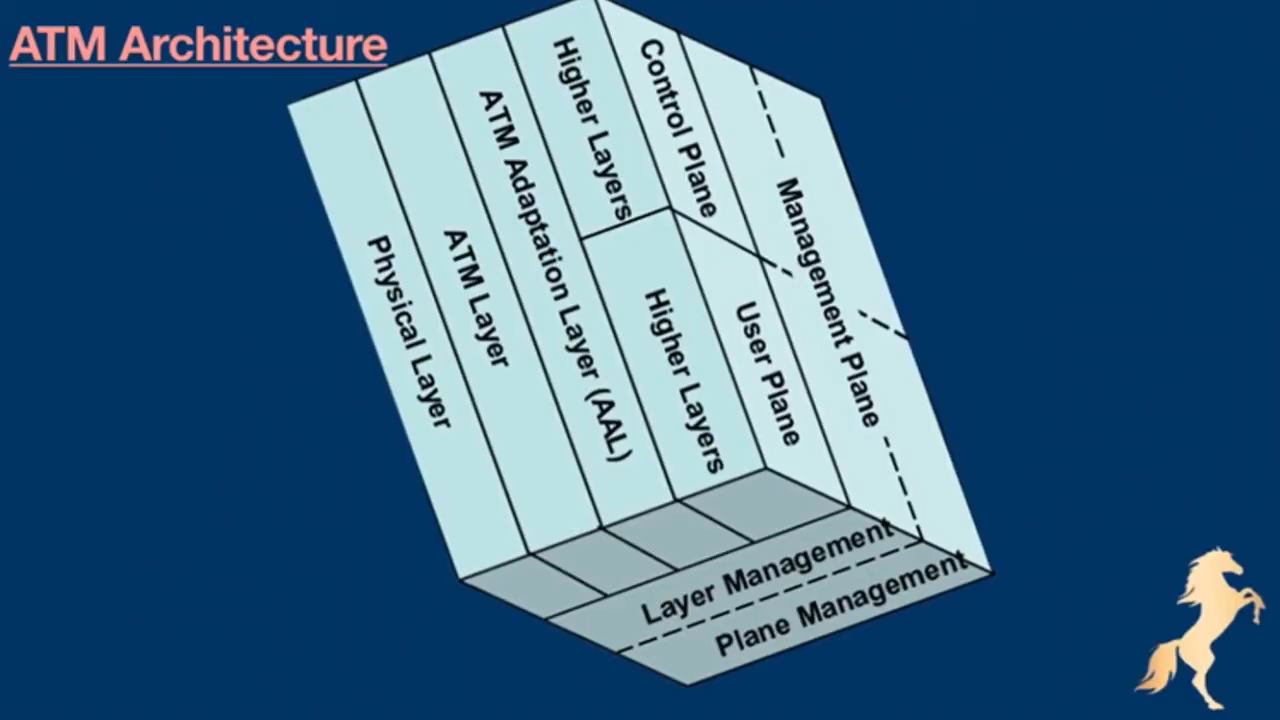 ATM Architecture
Higher Layers
Control Plane
ATM Adaptation Layer (AAL)
Management Plane
ATM Layer
Physical Layer
Higher Layers
User Plane
Layer Management
Plane Management